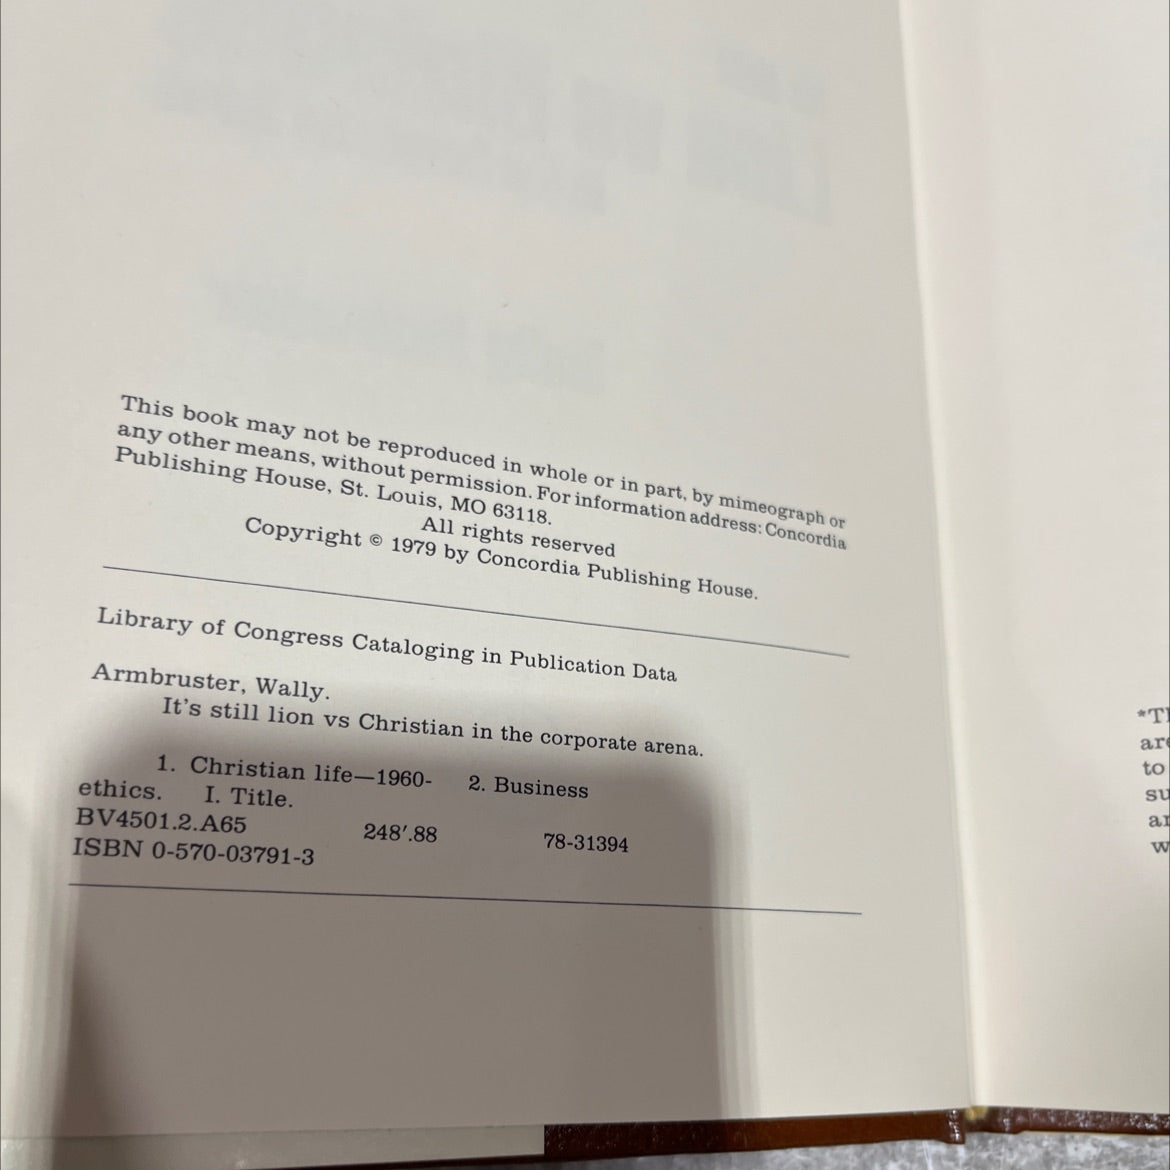 This book may not be reproduced in whole or in part, by mimeograph or
any other means, without permission. For information address: Concordia
Publishing House, St. Louis, MO 63118.
All rights reserved
Copyright © 1979 by Concordia Publishing House.
Library of Congress Cataloging in Publication Data
Armbruster, Wally.
It's still lion vs Christian in the corporate arena.
1. Christian life—1960- 2. Business
ethics. I. Title.
BV4501.2.A65 248′.88 78-31394
ISBN 0-570-03791-3
to